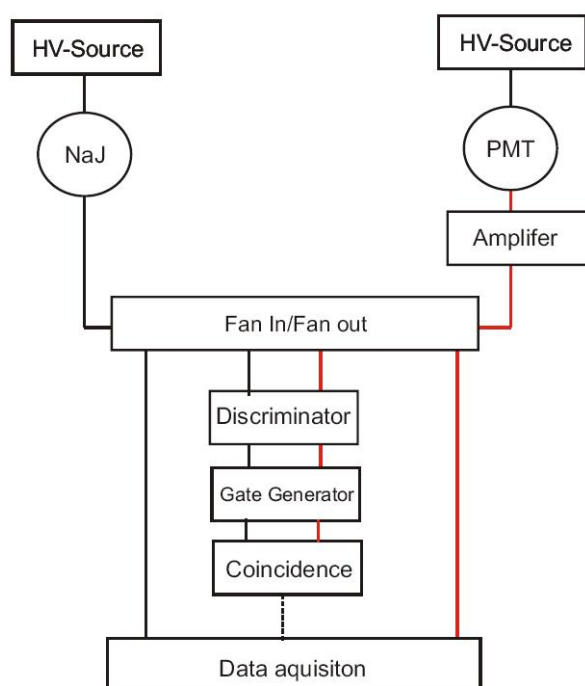 HV-Source
HV-Source
NaJ
PMT
Amplifer
Fan In/Fan out
Discriminator
Gate Generator
Coincidence
Data aquisiton